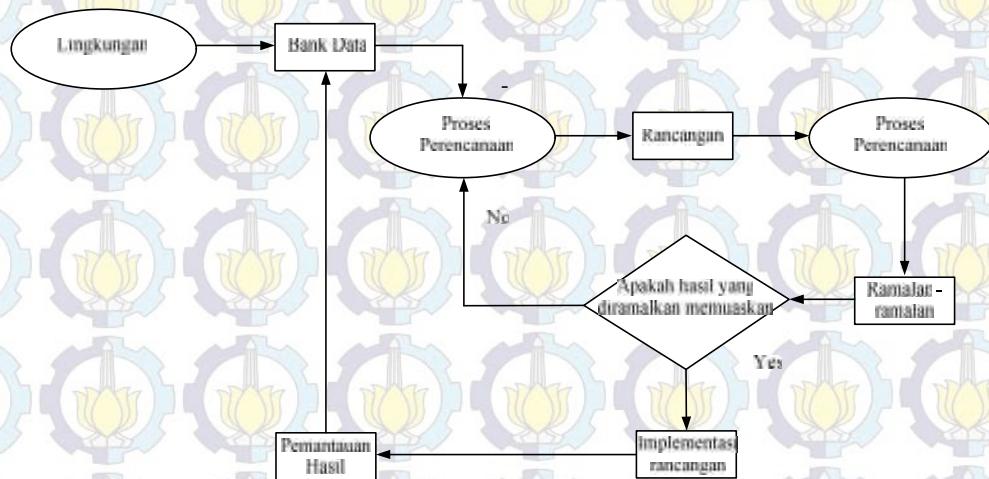 Lingkungan
Bank Data
Proses
Perencanaan
Rancangan
Proses
Perencanaan
No
Apakah hasil yang
diramalkan memuaskan
Ramalan -
ramalan
Yes
Implementasi
rancangan
Pemantauan
Hasil